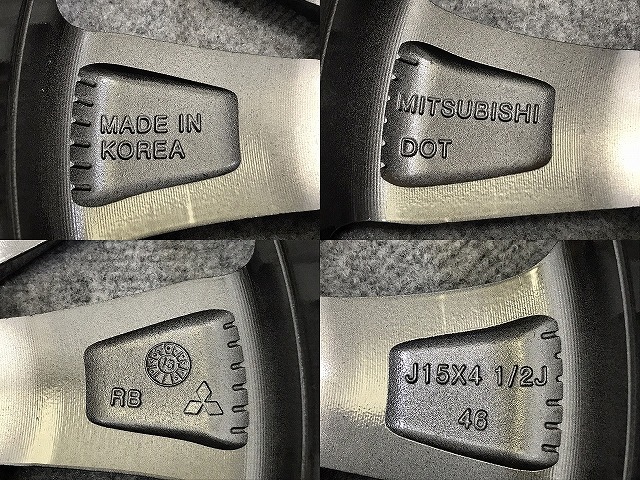 MADE IN
KOREA
MITSUBISHI
DOT
RB
J15X4 1/2J
46